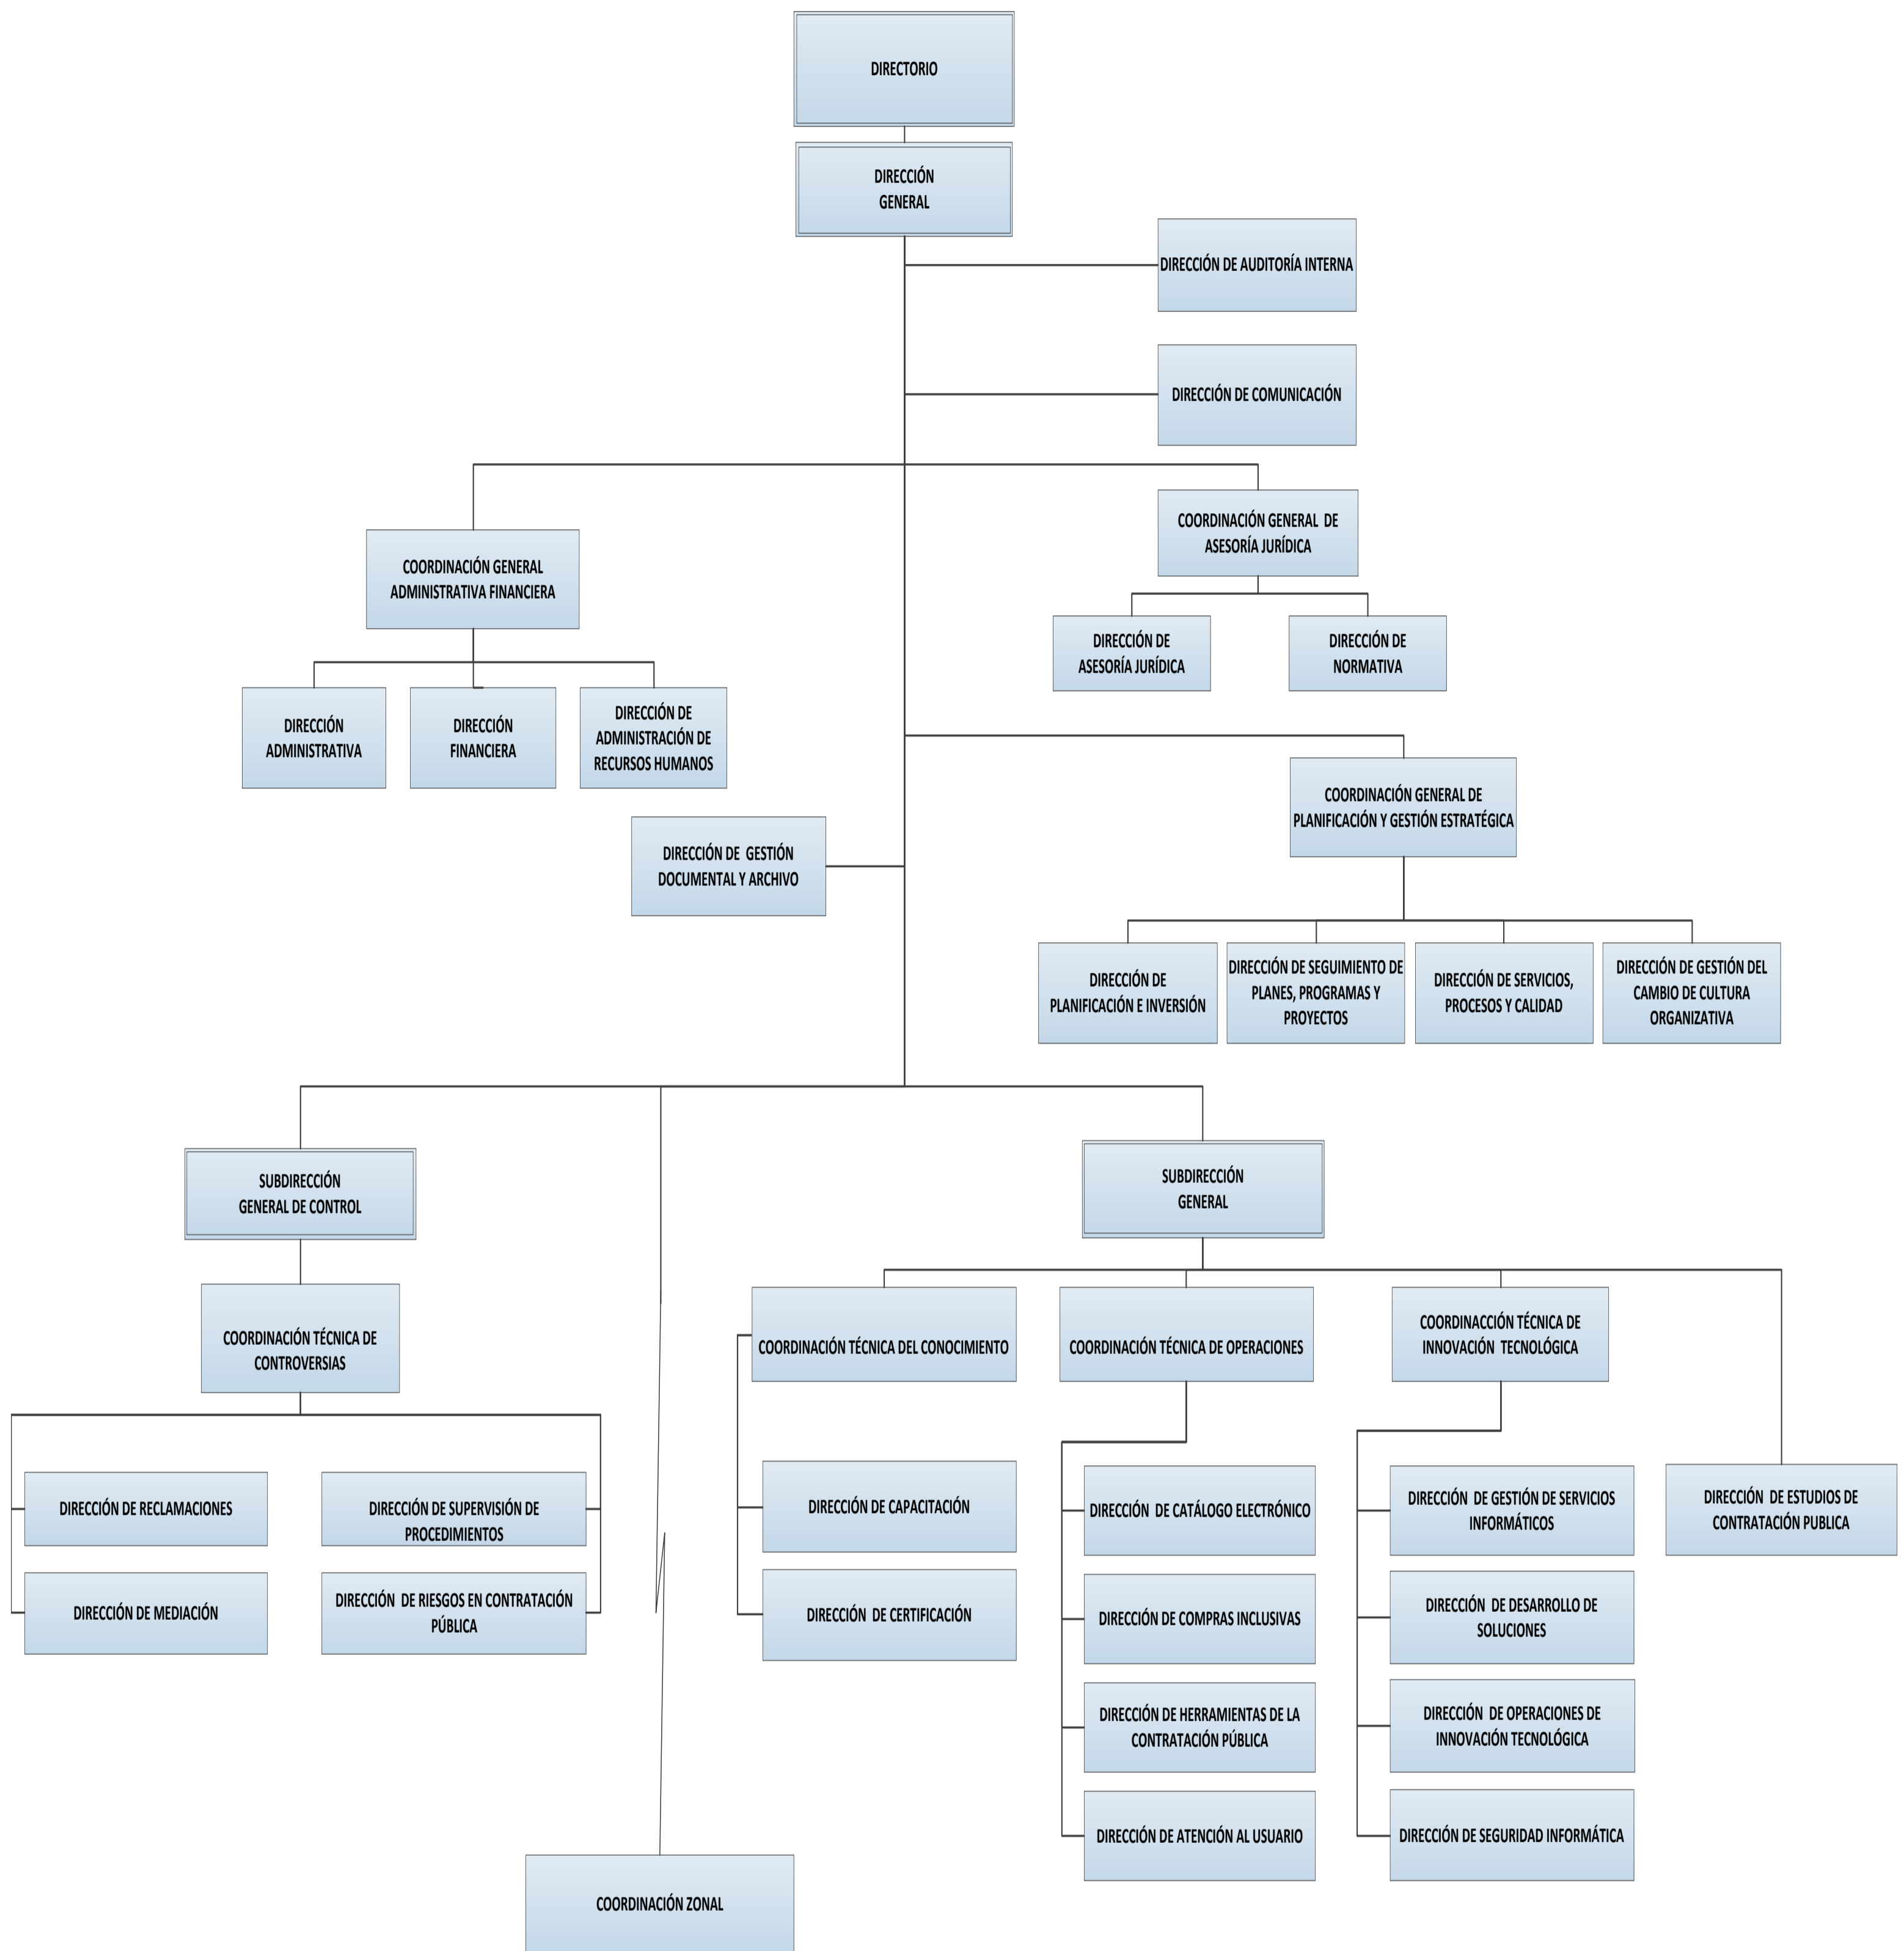 DIRECTORIO
DIRECCIÓN
GENERAL
DIRECCIÓN DE AUDITORÍA INTERNA
DIRECCIÓN DE COMUNICACIÓN
COORDINACIÓN GENERAL DE
ASESORÍA JURÍDICA
COORDINACIÓN GENERAL
ADMINISTRATIVA FINANCIERA
DIRECCIÓN DE
ASESORÍA JURÍDICA
DIRECCIÓN DE
NORMATIVA
DIRECCIÓN
ADMINISTRATIVA
DIRECCIÓN
FINANCIERA
DIRECCIÓN DE
ADMINISTRACIÓN DE
RECURSOS HUMANOS
COORDINACIÓN GENERAL DE
PLANIFICACIÓN Y GESTIÓN ESTRATÉGICA
DIRECCIÓN DE GESTIÓN
DOCUMENTAL Y ARCHIVO
DIRECCIÓN DE
PLANIFICACIÓN E INVERSIÓN
DIRECCIÓN DE SEGUIMIENTO DE
PLANES, PROGRAMAS Y
PROYECTOS
DIRECCIÓN DE SERVICIOS,
PROCESOS Y CALIDAD
DIRECCIÓN DE GESTIÓN DEL
CAMBIO DE CULTURA
ORGANIZATIVA
SUBDIRECCIÓN
GENERAL DE CONTROL
SUBDIRECCIÓN
GENERAL
COORDINACIÓN TÉCNICA DE
CONTROVERSIAS
COORDINACIÓN TÉCNICA DEL CONOCIMIENTO
COORDINACIÓN TÉCNICA DE OPERACIONES
COORDINACCIÓN TÉCNICA DE
INNOVACIÓN TECNOLÓGICA
DIRECCIÓN DE RECLAMACIONES
DIRECCIÓN DE SUPERVISIÓN DE
PROCEDIMIENTOS
DIRECCIÓN DE MEDIACIÓN
DIRECCIÓN DE RIESGOS EN CONTRATACIÓN
PÚBLICA
DIRECCIÓN DE CAPACITACIÓN
DIRECCIÓN DE CERTIFICACIÓN
DIRECCIÓN DE CATÁLOGO ELECTRÓNICO
DIRECCIÓN DE COMPRAS INCLUSIVAS
DIRECCIÓN DE HERRAMIENTAS DE LA
CONTRATACIÓN PÚBLICA
DIRECCIÓN DE ATENCIÓN AL USUARIO
DIRECCIÓN DE GESTIÓN DE SERVICIOS
INFORMÁTICOS
DIRECCIÓN DE DESARROLLO DE
SOLUCIONES
DIRECCIÓN DE OPERACIONES DE
INNOVACIÓN TECNOLÓGICA
DIRECCIÓN DE SEGURIDAD INFORMÁTICA
DIRECCIÓN DE ESTUDIOS DE
CONTRATACIÓN PUBLICA
COORDINACIÓN ZONAL